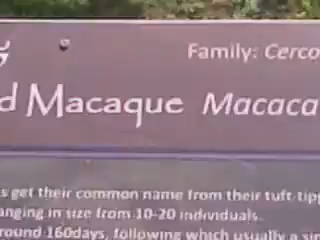 Family: Cerco
d Macaque Macaca
s get their common name from their tuft-tipp
anging in size from 10-20 individuals.
round 160days, following which usually a sin